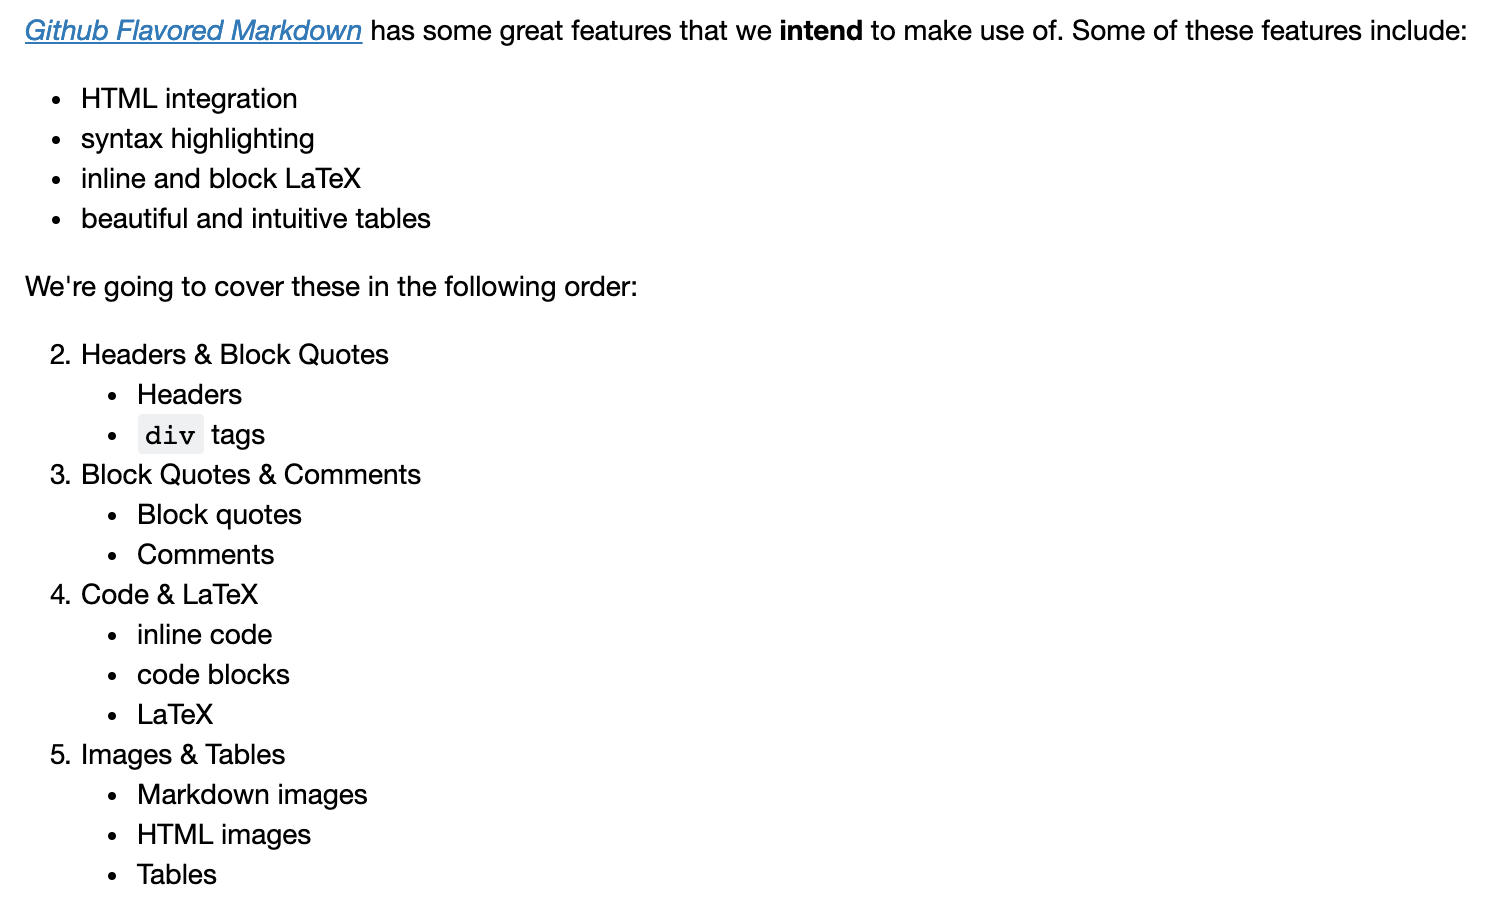 Github Flavored Markdown has some great features that we intend to make use of. Some of these features include:
• HTML integration
• syntax highlighting
• inline and block LaTeX
• beautiful and intuitive tables
We're going to cover these in the following order:
2. Headers & Block Quotes
• Headers
• div tags
3. Block Quotes & Comments
• Block quotes
• Comments
4. Code & LaTeX
• inline code
• code blocks
• LaTeX
5. Images & Tables
• Markdown images
• HTML images
• Tables